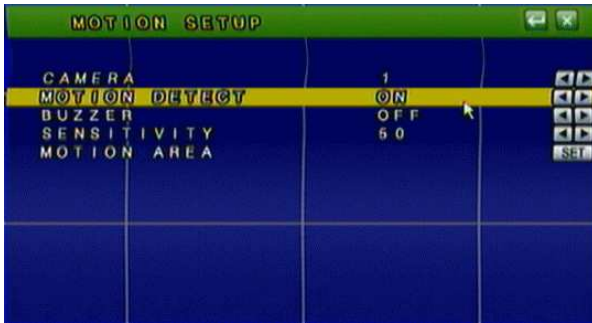 MOTION SETUP
CAMERA 1
MOTION DETECT ON
BUZZER OFF
SENSITIVITY 50
MOTION AREA SET